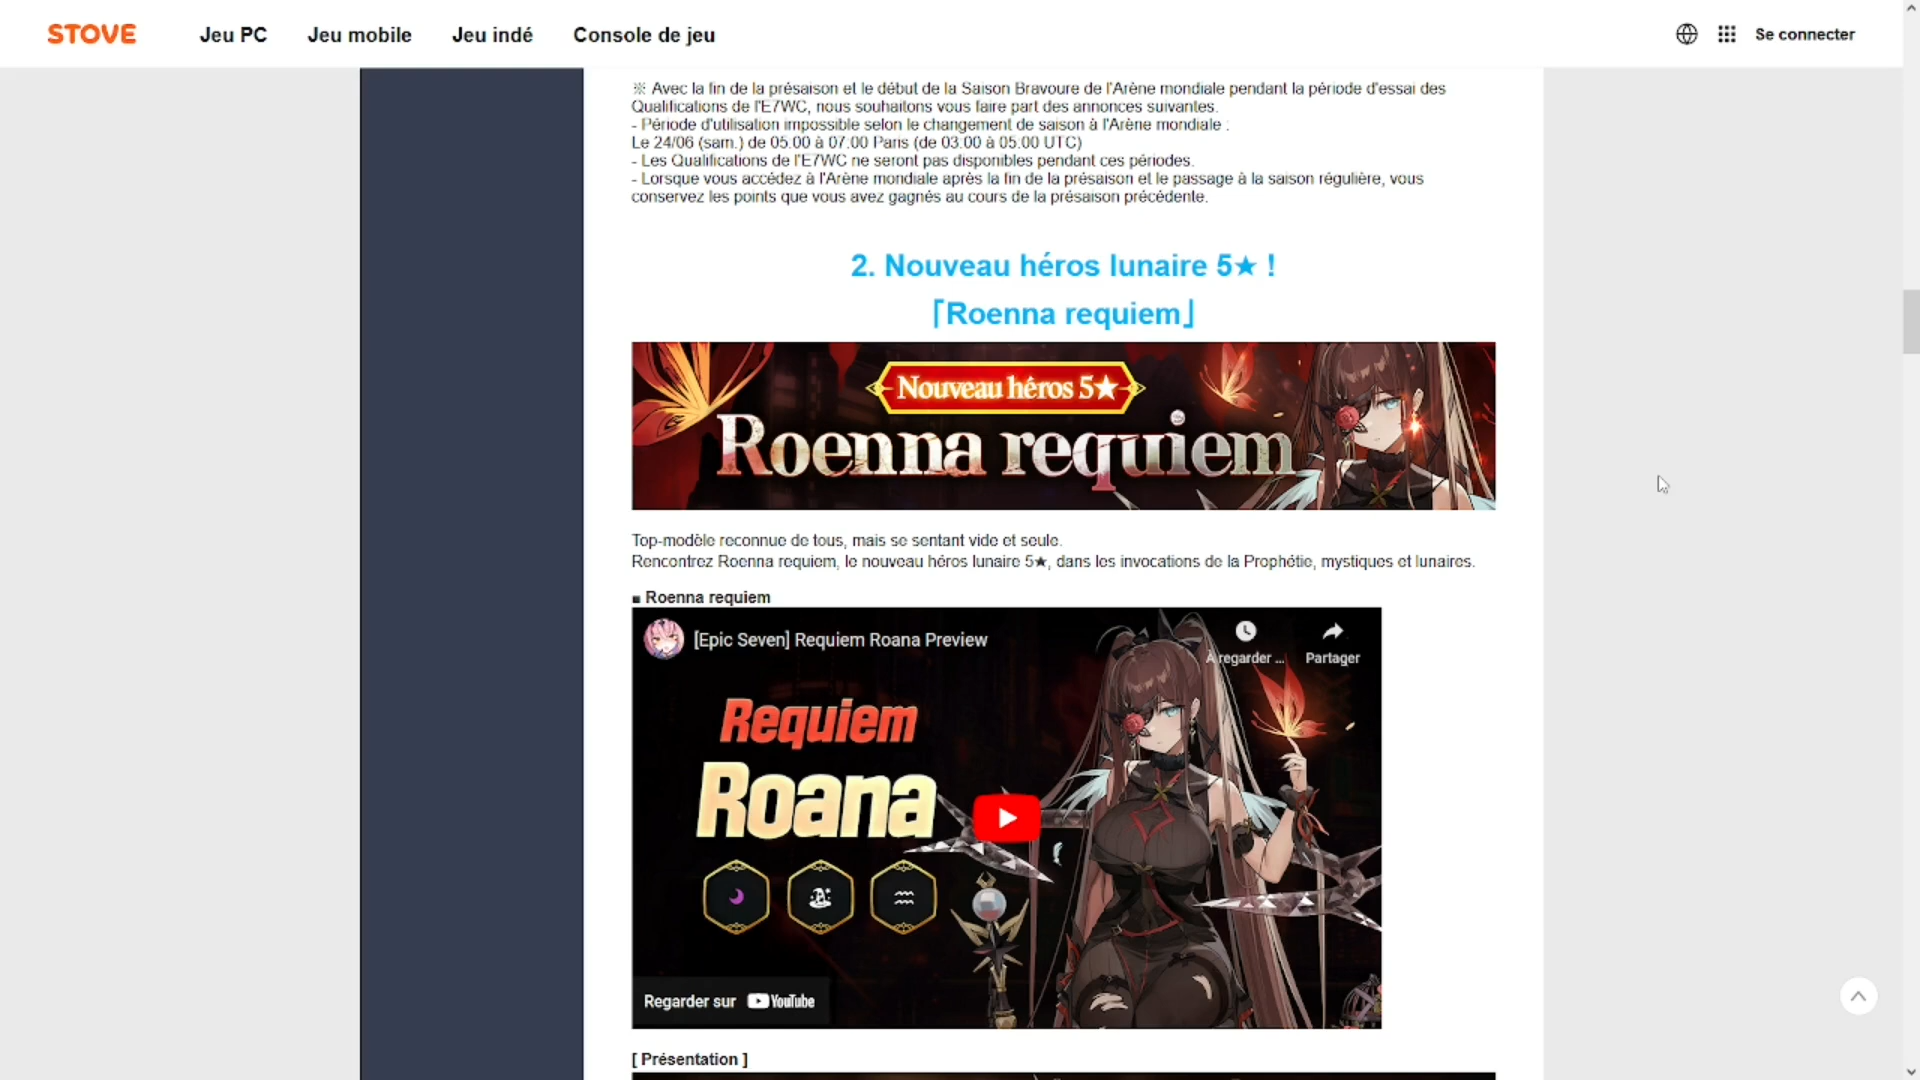 STOVE
Jeu PC
Jeu mobile
Jeu indé
Console de jeu
Se connecter
※ Avec la fin de la présaison et le début de la Saison Bravoure de l'Arène mondiale pendant la période d'essai des
Qualifications de l'E7WC, nous souhaitons vous faire part des annonces suivantes.
- Période d'utilisation impossible selon le changement de saison à l'Arène mondiale :
Le 24/06 (sam.) de 05.00 à 07.00 Paris (de 03.00 à 05.00 UTC)
- Les Qualifications de l'E7WC ne seront pas disponibles pendant ces périodes.
- Lorsque vous accédez à l'Arène mondiale après la fin de la présaison et le passage à la saison régulière, vous
conservez les points que vous avez gagnés au cours de la présaison précédente.
2. Nouveau héros lunaire 5★ !
「Roenna requiem」
Nouveau héros 5★
Roenna requiem
Top-modèle reconnue de tous, mais se sentant vide et seule.
Rencontrez Roenna requiem, le nouveau héros lunaire 5★, dans les invocations de la Prophétie, mystiques et lunaires.
■ Roenna requiem
[Epic Seven] Requiem Roana Preview
À regarder ...
Partager
Requiem
Roana
Regarder sur YouTube
[ Présentation ]